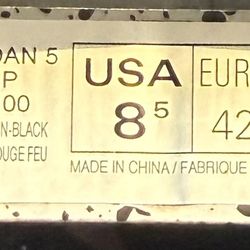 DAN 5
P
00
N-BLACK
OUGE FEU
USA
8⁵
EUR
42
MADE IN CHINA / FABRIQUE